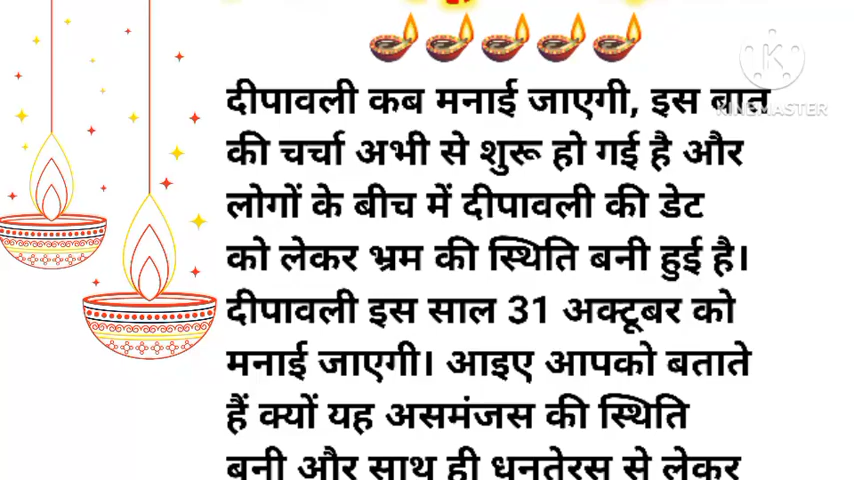 KINEMASTER
दीपावली कब मनाई जाएगी, इस बात
की चर्चा अभी से शुरू हो गई है और
लोगों के बीच में दीपावली की डेट
को लेकर भ्रम की स्थिति बनी हुई है।
दीपावली इस साल 31 अक्टूबर को
मनाई जाएगी। आइए आपको बताते
हैं क्यों यह असमंजस की स्थिति
बनी और साथ ही धनतेरस से लेकर